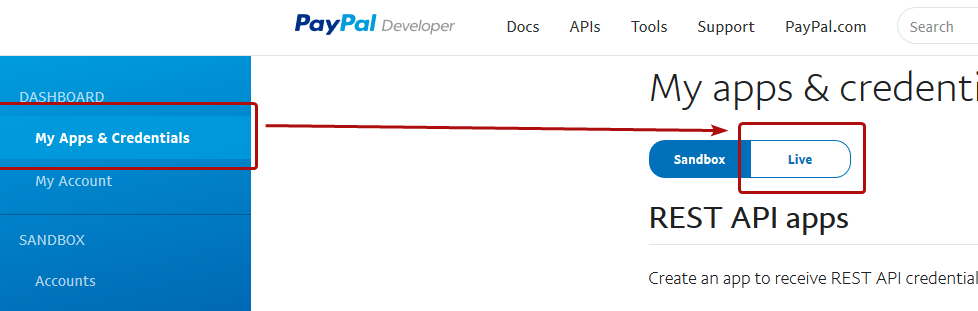 PayPal Developer
Docs APIs Tools Support PayPal.com Search
DASHBOARD
My Apps & Credentials
My Account
SANDBOX
Accounts
My apps & credenti
Sandbox Live
REST API apps
Create an app to receive REST API credential